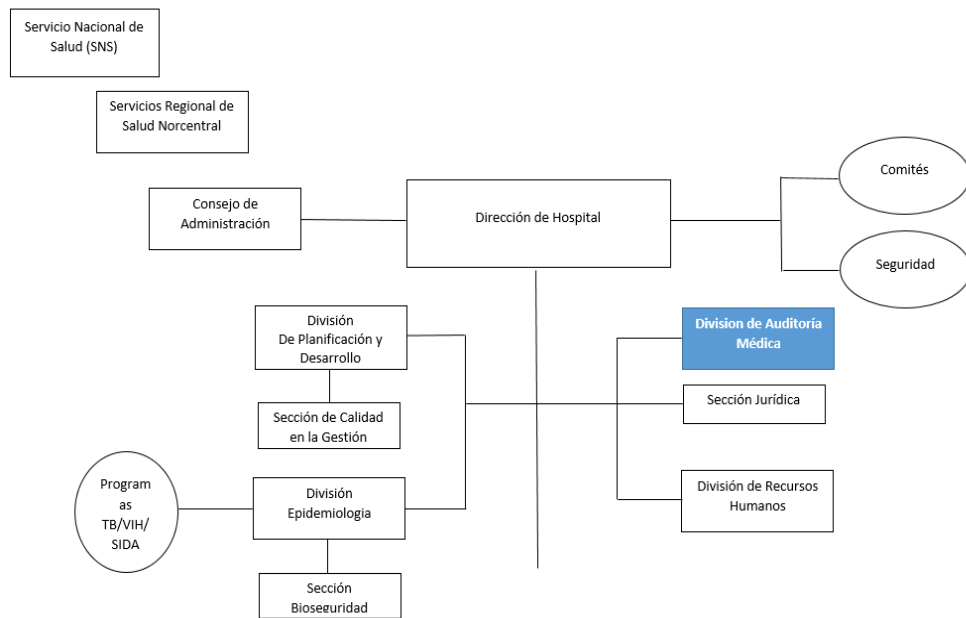 Servicio Nacional de
Salud (SNS)
Servicios Regional de
Salud Norcentral
Consejo de
Administración
Dirección de Hospital
Comités
Seguridad
División
De Planificación y
Desarrollo
Division de Auditoría
Médica
Sección de Calidad
en la Gestión
Sección Jurídica
Program
as
TB/VIH/
SIDA
División
Epidemiologia
División de Recursos
Humanos
Sección
Bioseguridad